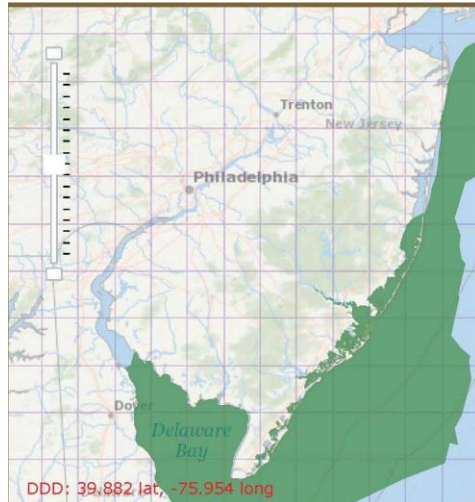 Trenton
New Jersey
Philadelphia
Dover
Delaware
Bay
DDD: 39.882 lat, -75.954 long